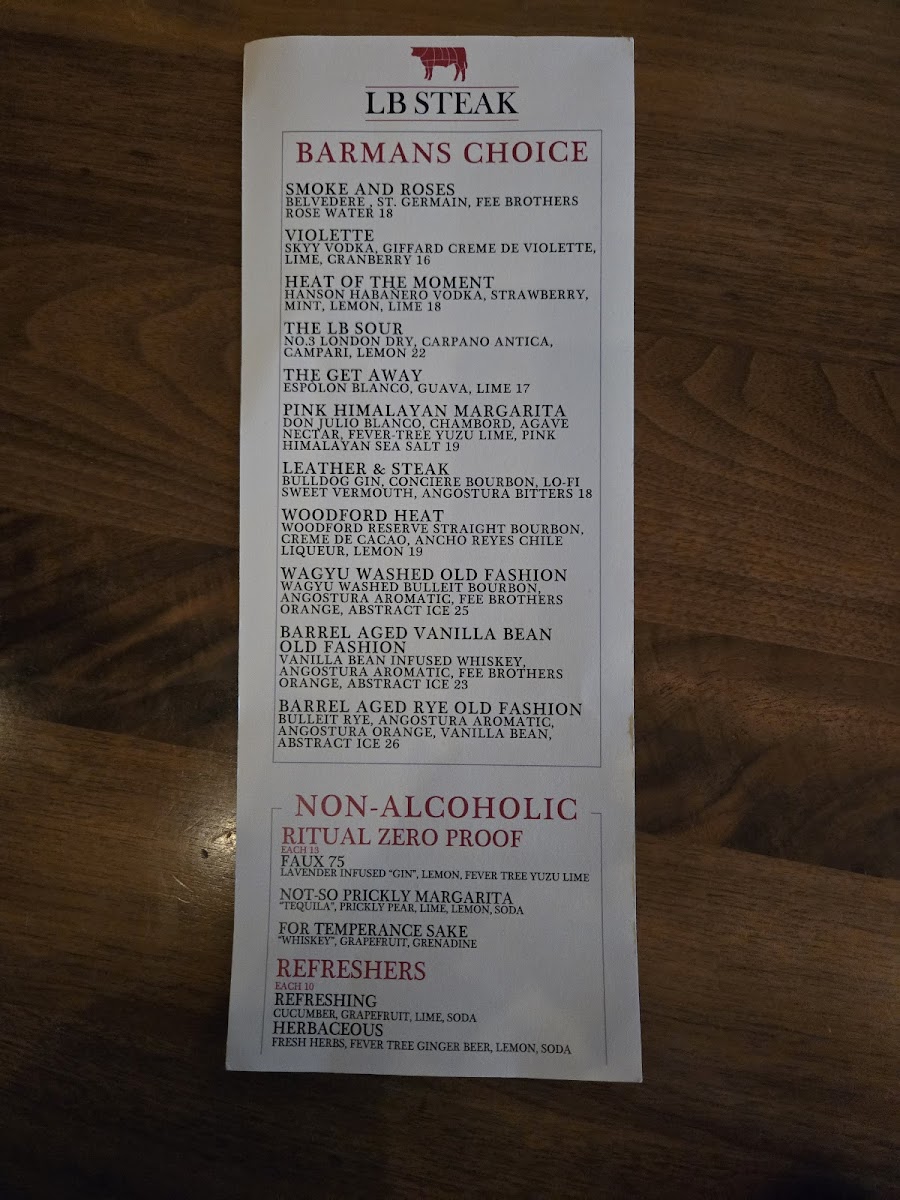 LB STEAK
BARMANS CHOICE
SMOKE AND ROSES
BELVEDERE , ST. GERMAIN, FEE BROTHERS
ROSE WATER 18
VIOLETTE
SKYY VODKA, GIFFARD CREME DE VIOLETTE,
LIME, CRANBERRY 16
HEAT OF THE MOMENT
HANSON HABANERO VODKA, STRAWBERRY,
MINT, LEMON, LIME 18
THE LB SOUR
NO.3 LONDON DRY, CARPANO ANTICA,
CAMPARI, LEMON 22
THE GET AWAY
ESPÓLON BLANCO, GUAVA, LIME 17
PINK HIMALAYAN MARGARITA
DON JULIO BLANCO, CHAMBORD, AGAVE
NECTAR, FEVER-TREE YUZU LIME, PINK
HIMALAYAN SEA SALT 19
LEATHER & STEAK
BULLDOG GIN, CONCIERE BOURBON, LO-FI
SWEET VERMOUTH, ANGOSTURA BITTERS 18
WOODFORD HEAT
WOODFORD RESERVE STRAIGHT BOURBON,
CREME DE CACAO, ANCHO REYES CHILE
LIQUEUR, LEMON 19
WAGYU WASHED OLD FASHION
WAGYU WASHED BULLEIT BOURBON,
ANGOSTURA AROMATIC, FEE BROTHERS
ORANGE, ABSTRACT ICE 25
BARREL AGED VANILLA BEAN
OLD FASHION
VANILLA BEAN INFUSED WHISKEY,
ANGOSTURA AROMATIC, FEE BROTHERS
ORANGE, ABSTRACT ICE 23
BARREL AGED RYE OLD FASHION
BULLEIT RYE, ANGOSTURA AROMATIC,
ANGOSTURA ORANGE, VANILLA BEAN,
ABSTRACT ICE 26
NON-ALCOHOLIC
RITUAL ZERO PROOF
EACH 13
FAUX 75
LAVENDER INFUSED "GIN", LEMON, FEVER TREE YUZU LIME
NOT-SO PRICKLY MARGARITA
"TEQUILA", PRICKLY PEAR, LIME, LEMON, SODA
FOR TEMPERANCE SAKE
"WHISKEY", GRAPEFRUIT, GRENADINE
REFRESHERS
EACH 10
REFRESHING
CUCUMBER, GRAPEFRUIT, LIME, SODA
HERBACEOUS
FRESH HERBS, FEVER TREE GINGER BEER, LEMON, SODA